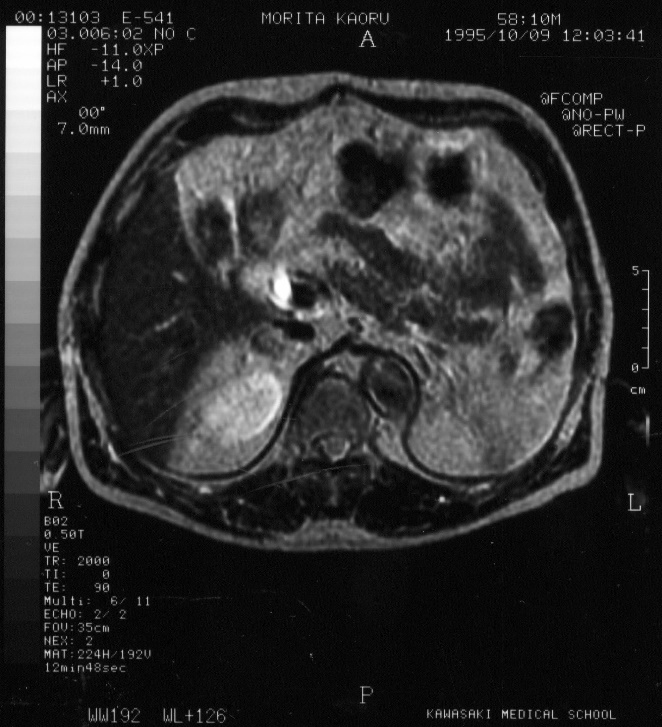 00:13103 E-541
MORITA KAORU
58:10M
03.006:02 NO C
1995/10/09 12:03:41
A
HF -11.0XP
AP -14.0
LR +1.0
AX
00°
7.0mm
@FCOMP
@NO-PW
@RECT-P
5
0
cm
R
L
B02
0.50T
VE
TR: 2000
TI: 0
TE: 90
Multi: 6/ 11
ECHO: 2/ 2
FOV:35cm
NEX: 2
MAT:224H/192V
12min48sec
P
WW192 WL+126
KAWASAKI MEDICAL SCHOOL